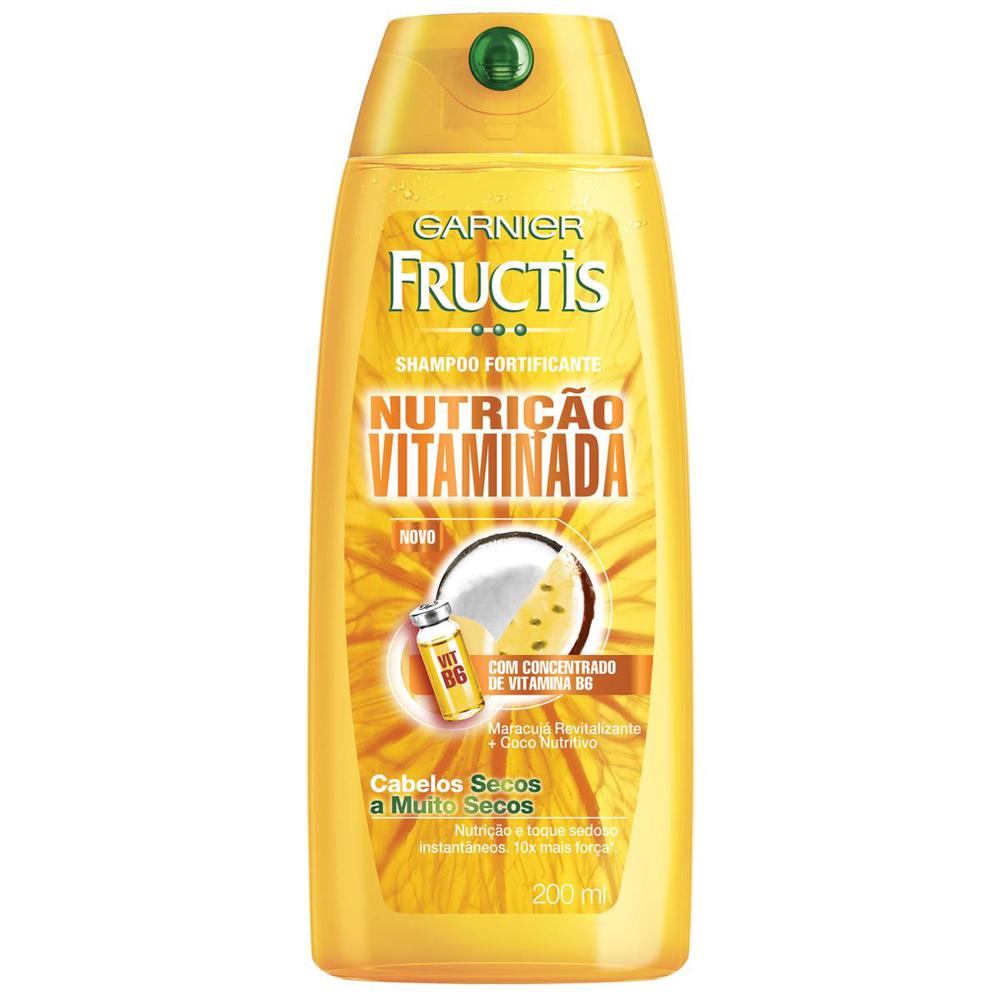 GARNIER
FRUCTIS
SHAMPOO FORTIFICANTE
NUTRIÇÃO
VITAMINADA
NOVO
VIT
B6
COM CONCENTRADO
DE VITAMINA B6
Maracujá Revitalizante
+ Coco Nutritivo
Cabelos Secos
a Muito Secos
Nutrição e toque sedoso
instantâneos. 10x mais força*.
200 ml